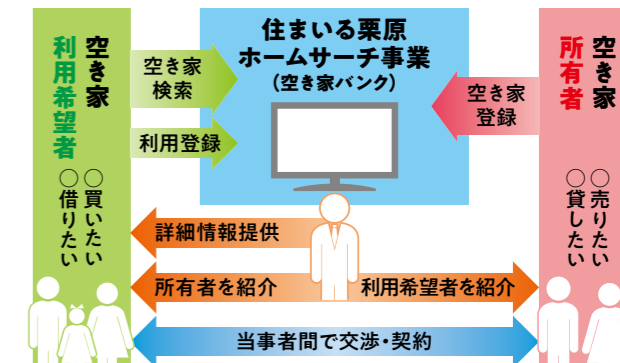 住まいる栗原
ホームサーチ事業
(空き家バンク)
空き家
利用希望者
○買いたい
○借りたい
空き家
検索
利用登録
空き家
登録
空き家
所有者
○売りたい
○貸したい
詳細情報提供
所有者を紹介
利用希望者を紹介
当事者間で交渉・契約